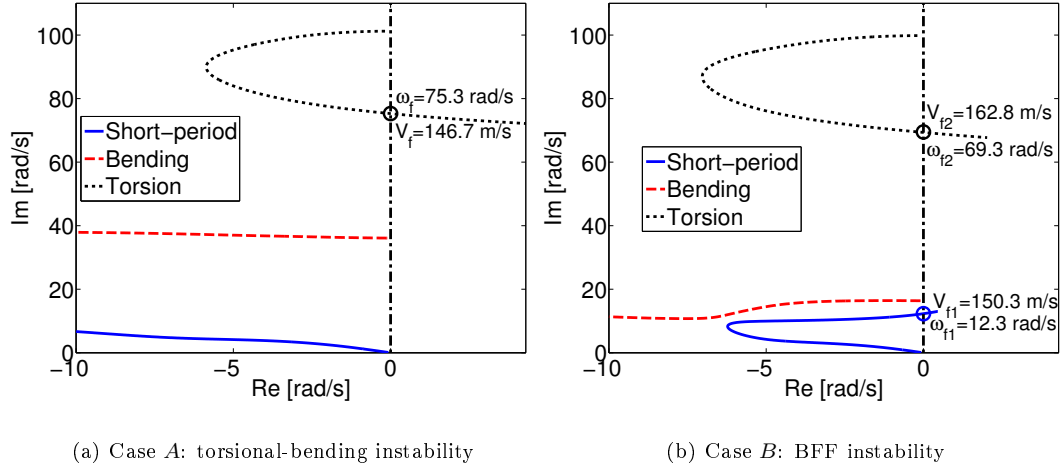 100
80
60
40
20
0
Im [rad/s]
ω_f=75.3 rad/s
V_f=146.7 m/s
Short−period
Bending
Torsion
−10
−5
0
Re [rad/s]
(a) Case A: torsional-bending instability
100
80
60
40
20
0
Im [rad/s]
V_f2=162.8 m/s
ω_f2=69.3 rad/s
Short−period
Bending
Torsion
V_f1=150.3 m/s
ω_f1=12.3 rad/s
−10
−5
0
Re [rad/s]
(b) Case B: BFF instability